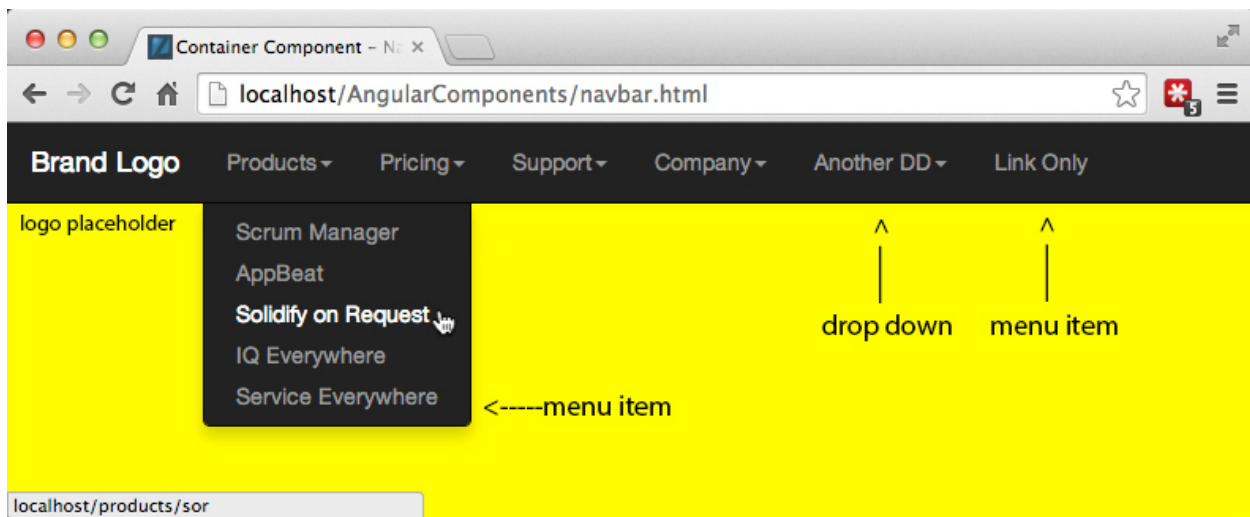 Container Component – Na
localhost/AngularComponents/navbar.html
5
Brand Logo Products Pricing Support Company Another DD Link Only
logo placeholder
Scrum Manager
AppBeat
Solidify on Request
IQ Everywhere
Service Everywhere
^ ^
drop down menu item
<-----menu item
localhost/products/sor